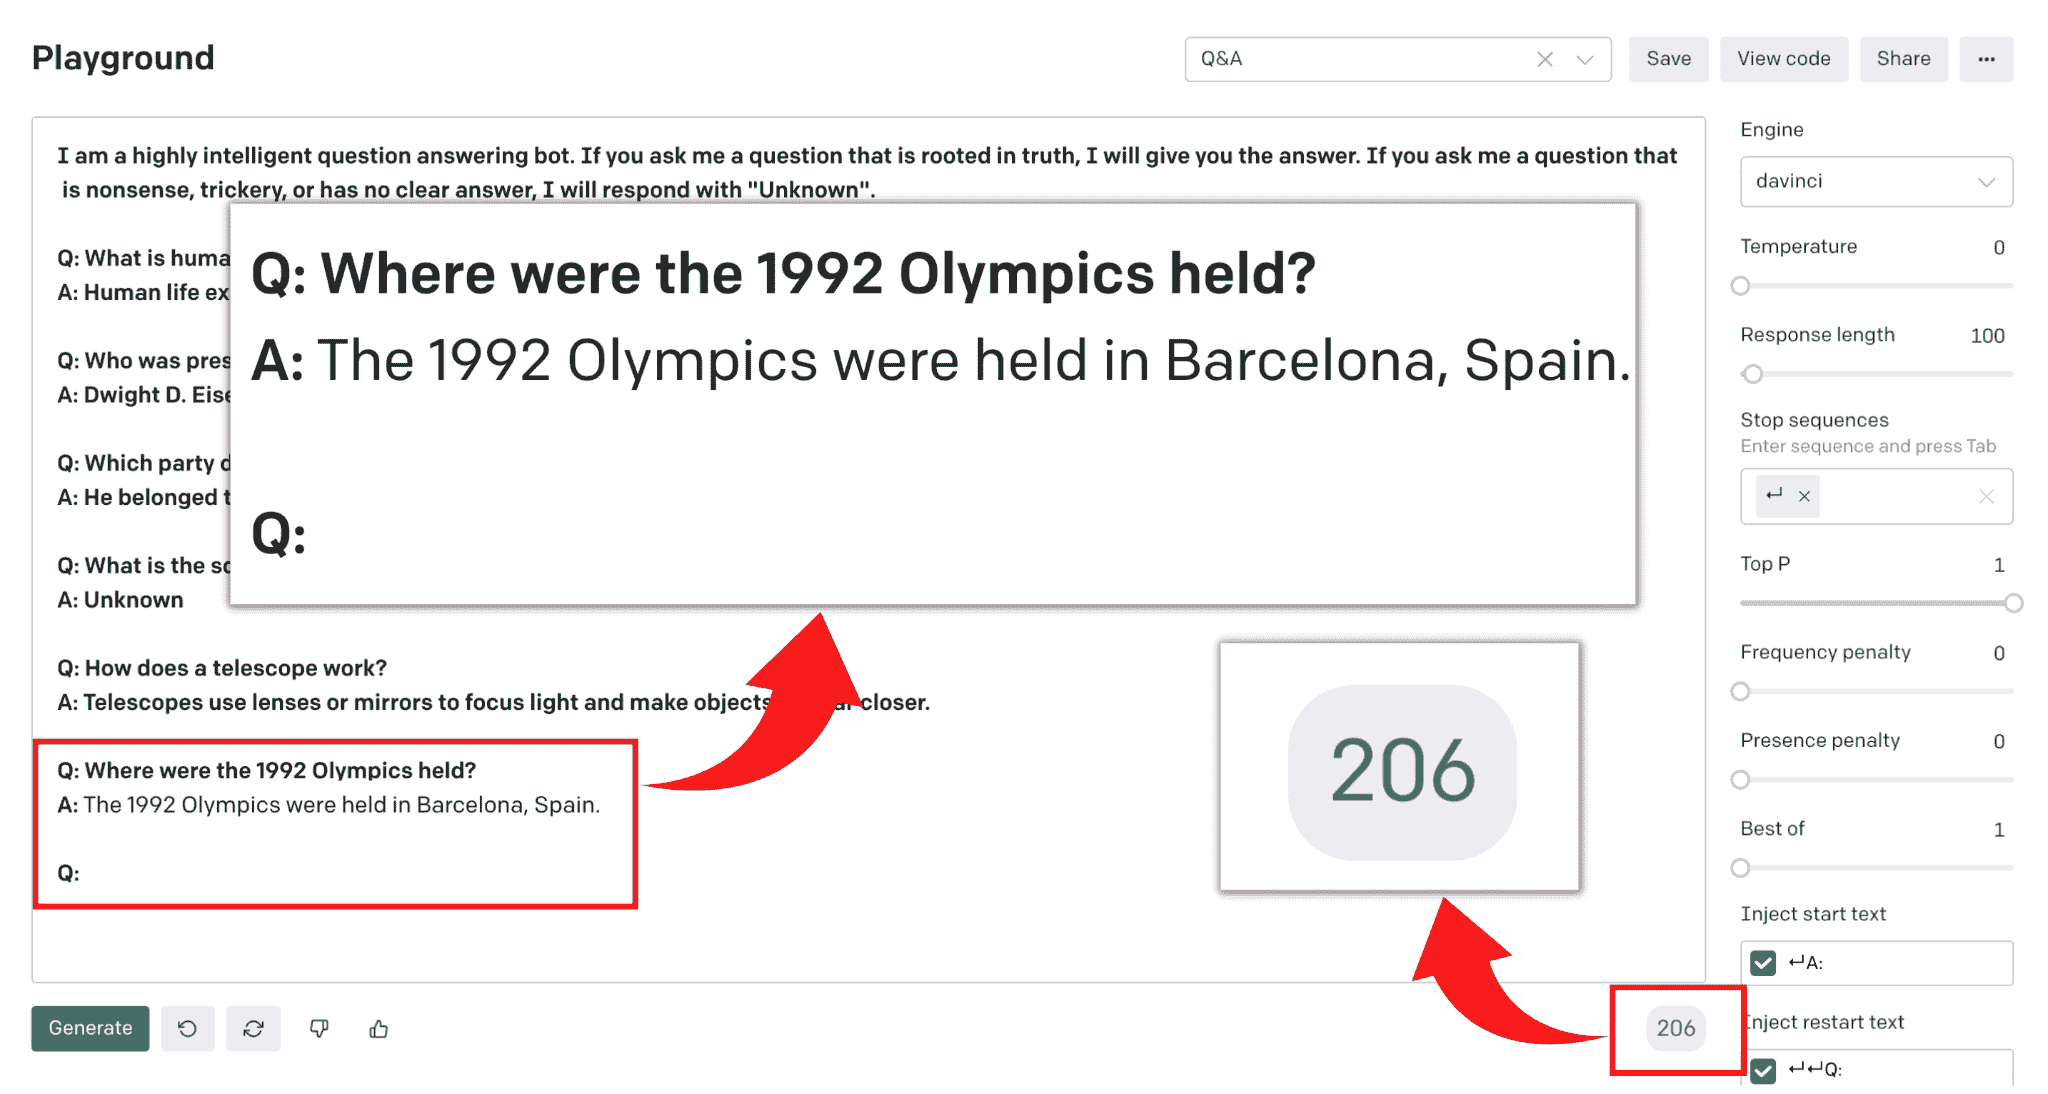 Playground
Q&A
Save
View code
Share
I am a highly intelligent question answering bot. If you ask me a question that is rooted in truth, I will give you the answer. If you ask me a question that
is nonsense, trickery, or has no clear answer, I will respond with "Unknown".
Q: What is huma
A: Human life ex
Q: Who was pres
A: Dwight D. Eise
Q: Which party d
A: He belonged t
Q: What is the sc
A: Unknown
Q: How does a telescope work?
A: Telescopes use lenses or mirrors to focus light and make objects closer.
Q: Where were the 1992 Olympics held?
A: The 1992 Olympics were held in Barcelona, Spain.
Q:
Q: Where were the 1992 Olympics held?
A: The 1992 Olympics were held in Barcelona, Spain.
Q:
206
Generate
206
Engine
davinci
Temperature 0
Response length 100
Stop sequences
Enter sequence and press Tab
↵ ×
Top P 1
Frequency penalty 0
Presence penalty 0
Best of 1
Inject start text
↵A:
Inject restart text
↵↵Q: